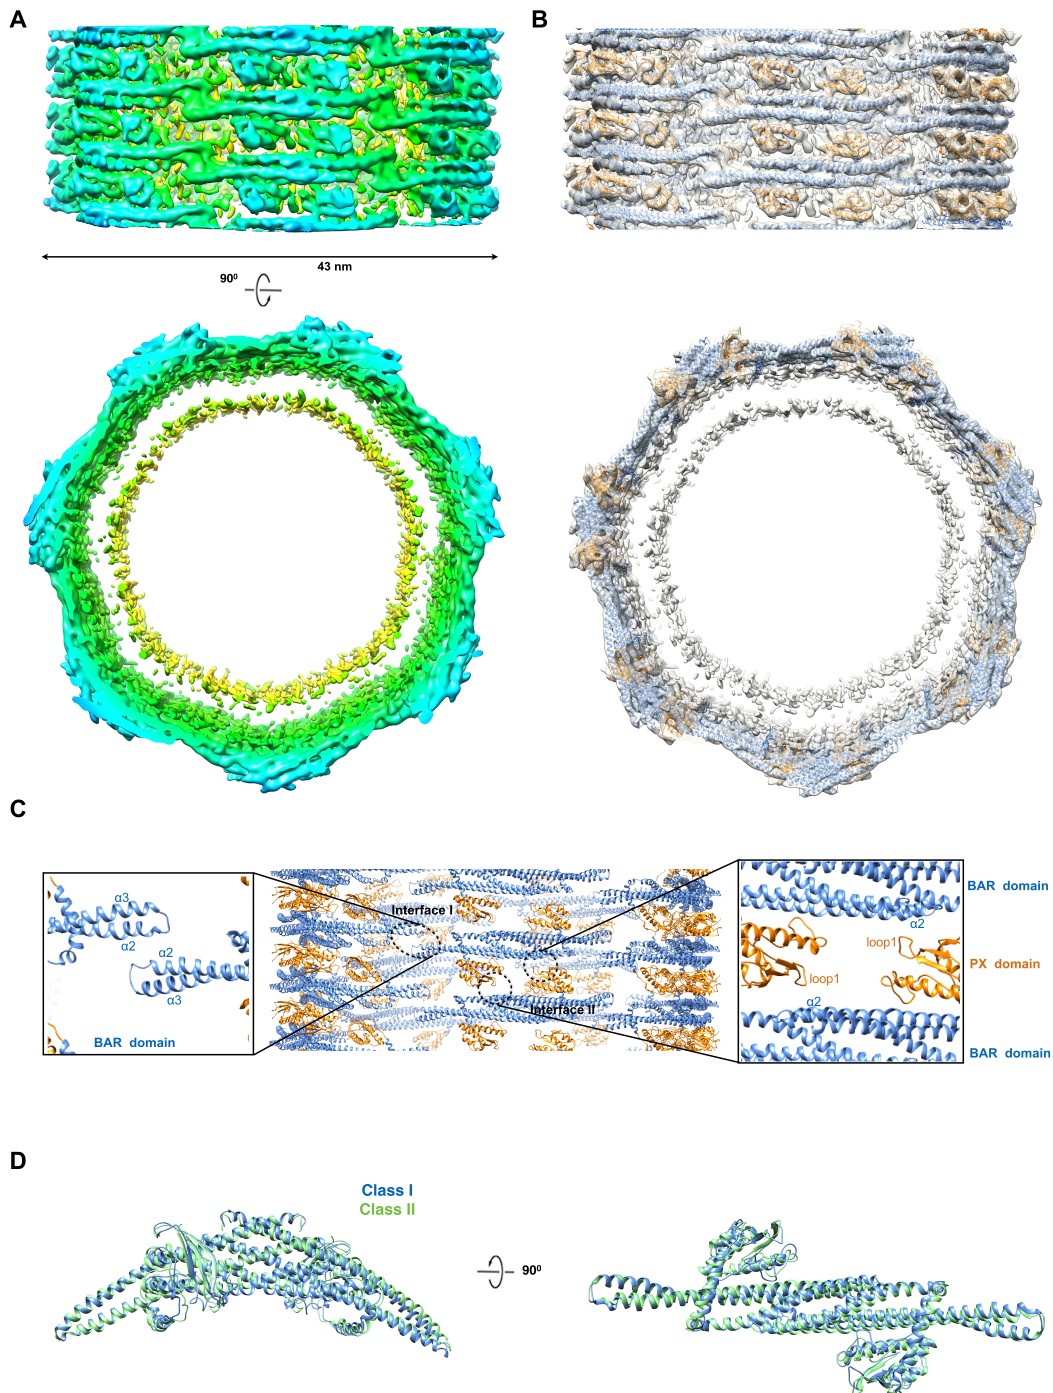 A
B
43 nm
90⁰
C
α3
α2
α2
α3
BAR domain
Interface I
Interface II
BAR domain
α2
loop1
PX domain
loop1
α2
BAR domain
D
Class I
Class II
90⁰